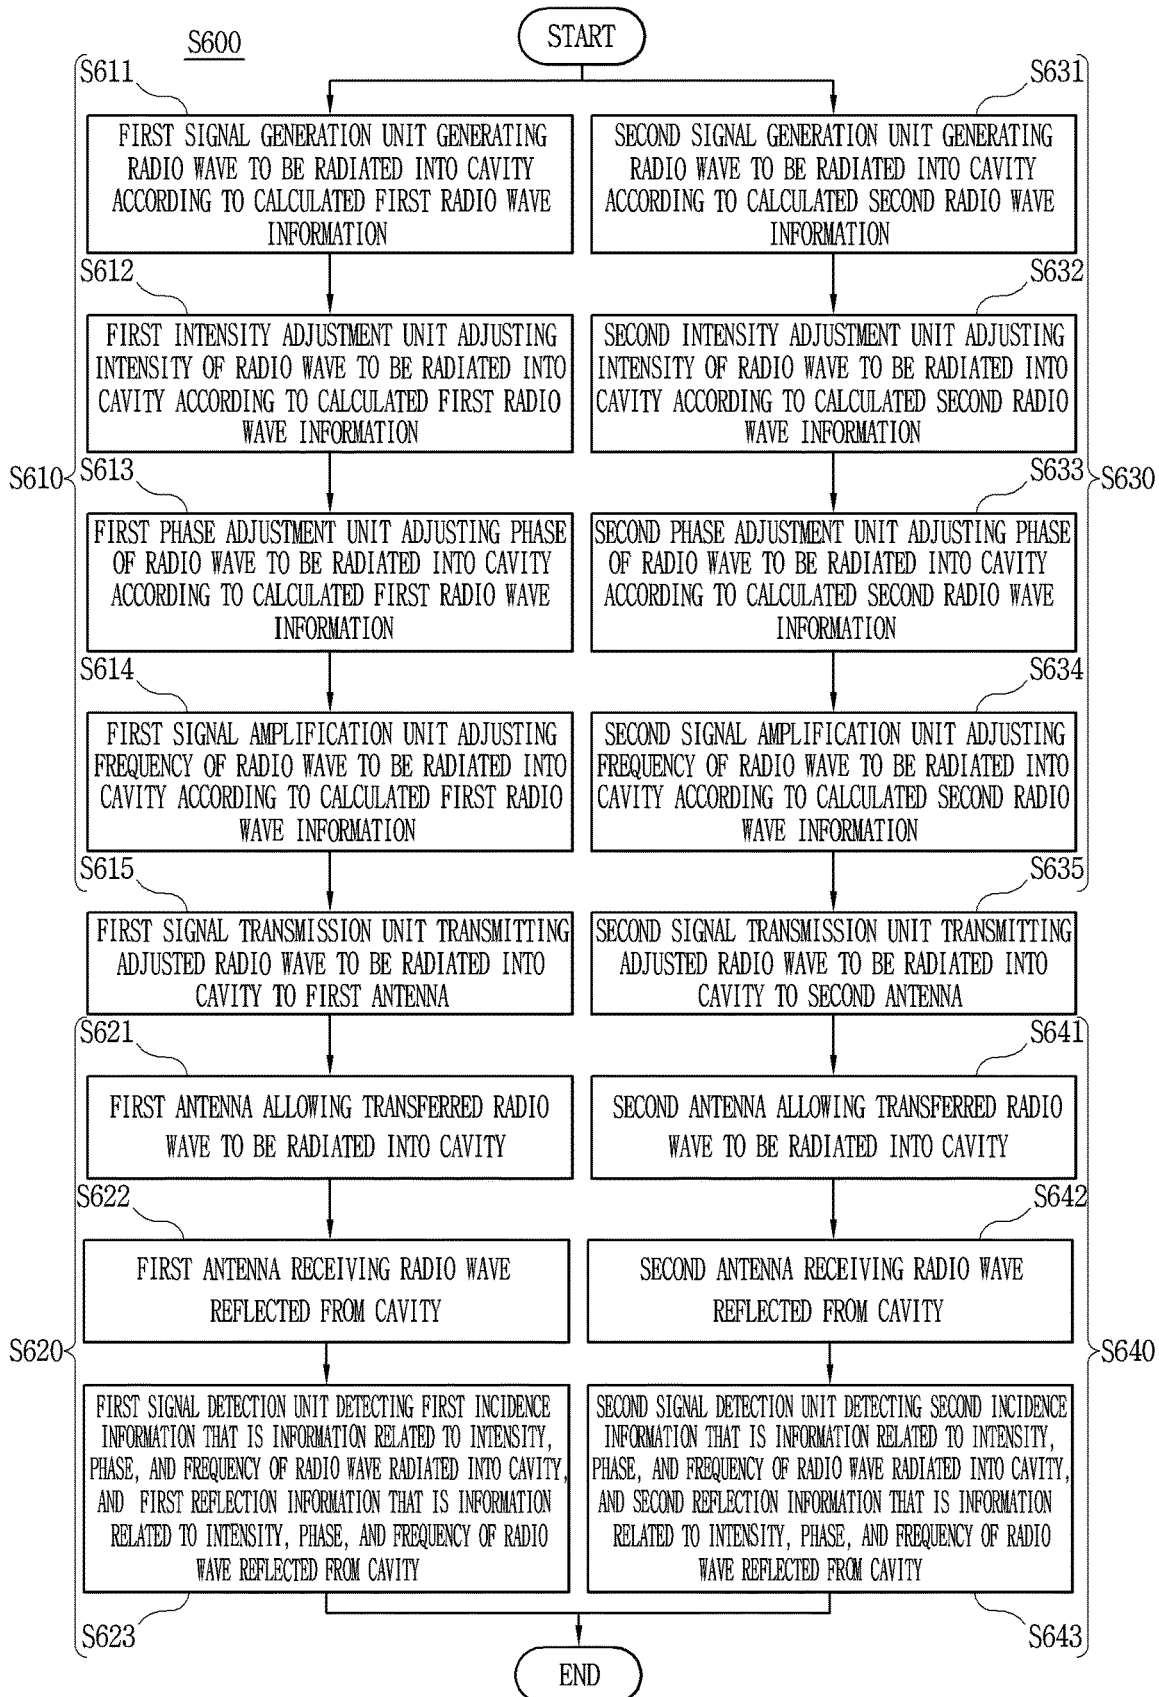 START
S600
S611
S631
FIRST SIGNAL GENERATION UNIT GENERATING
RADIO WAVE TO BE RADIATED INTO CAVITY
ACCORDING TO CALCULATED FIRST RADIO WAVE
INFORMATION
SECOND SIGNAL GENERATION UNIT GENERATING
RADIO WAVE TO BE RADIATED INTO CAVITY
ACCORDING TO CALCULATED SECOND RADIO WAVE
INFORMATION
S612
S632
FIRST INTENSITY ADJUSTMENT UNIT ADJUSTING
INTENSITY OF RADIO WAVE TO BE RADIATED INTO
CAVITY ACCORDING TO CALCULATED FIRST RADIO
WAVE INFORMATION
SECOND INTENSITY ADJUSTMENT UNIT ADJUSTING
INTENSITY OF RADIO WAVE TO BE RADIATED INTO
CAVITY ACCORDING TO CALCULATED SECOND RADIO
WAVE INFORMATION
S610
S613
S633
S630
FIRST PHASE ADJUSTMENT UNIT ADJUSTING PHASE
OF RADIO WAVE TO BE RADIATED INTO CAVITY
ACCORDING TO CALCULATED FIRST RADIO WAVE
INFORMATION
SECOND PHASE ADJUSTMENT UNIT ADJUSTING PHASE
OF RADIO WAVE TO BE RADIATED INTO CAVITY
ACCORDING TO CALCULATED SECOND RADIO WAVE
INFORMATION
S614
S634
FIRST SIGNAL AMPLIFICATION UNIT ADJUSTING
FREQUENCY OF RADIO WAVE TO BE RADIATED INTO
CAVITY ACCORDING TO CALCULATED FIRST RADIO
WAVE INFORMATION
SECOND SIGNAL AMPLIFICATION UNIT ADJUSTING
FREQUENCY OF RADIO WAVE TO BE RADIATED INTO
CAVITY ACCORDING TO CALCULATED SECOND RADIO
WAVE INFORMATION
S615
S635
FIRST SIGNAL TRANSMISSION UNIT TRANSMITTING
ADJUSTED RADIO WAVE TO BE RADIATED INTO
CAVITY TO FIRST ANTENNA
SECOND SIGNAL TRANSMISSION UNIT TRANSMITTING
ADJUSTED RADIO WAVE TO BE RADIATED INTO
CAVITY TO SECOND ANTENNA
S621
S641
FIRST ANTENNA ALLOWING TRANSFERRED RADIO
WAVE TO BE RADIATED INTO CAVITY
SECOND ANTENNA ALLOWING TRANSFERRED RADIO
WAVE TO BE RADIATED INTO CAVITY
S622
S642
FIRST ANTENNA RECEIVING RADIO WAVE
REFLECTED FROM CAVITY
SECOND ANTENNA RECEIVING RADIO WAVE
REFLECTED FROM CAVITY
S620
S640
FIRST SIGNAL DETECTION UNIT DETECTING FIRST INCIDENCE
INFORMATION THAT IS INFORMATION RELATED TO INTENSITY,
PHASE, AND FREQUENCY OF RADIO WAVE RADIATED INTO CAVITY,
AND FIRST REFLECTION INFORMATION THAT IS INFORMATION
RELATED TO INTENSITY, PHASE, AND FREQUENCY OF RADIO
WAVE REFLECTED FROM CAVITY
SECOND SIGNAL DETECTION UNIT DETECTING SECOND INCIDENCE
INFORMATION THAT IS INFORMATION RELATED TO INTENSITY,
PHASE, AND FREQUENCY OF RADIO WAVE RADIATED INTO CAVITY,
AND SECOND REFLECTION INFORMATION THAT IS INFORMATION
RELATED TO INTENSITY, PHASE, AND FREQUENCY OF RADIO
WAVE REFLECTED FROM CAVITY
S623
S643
END